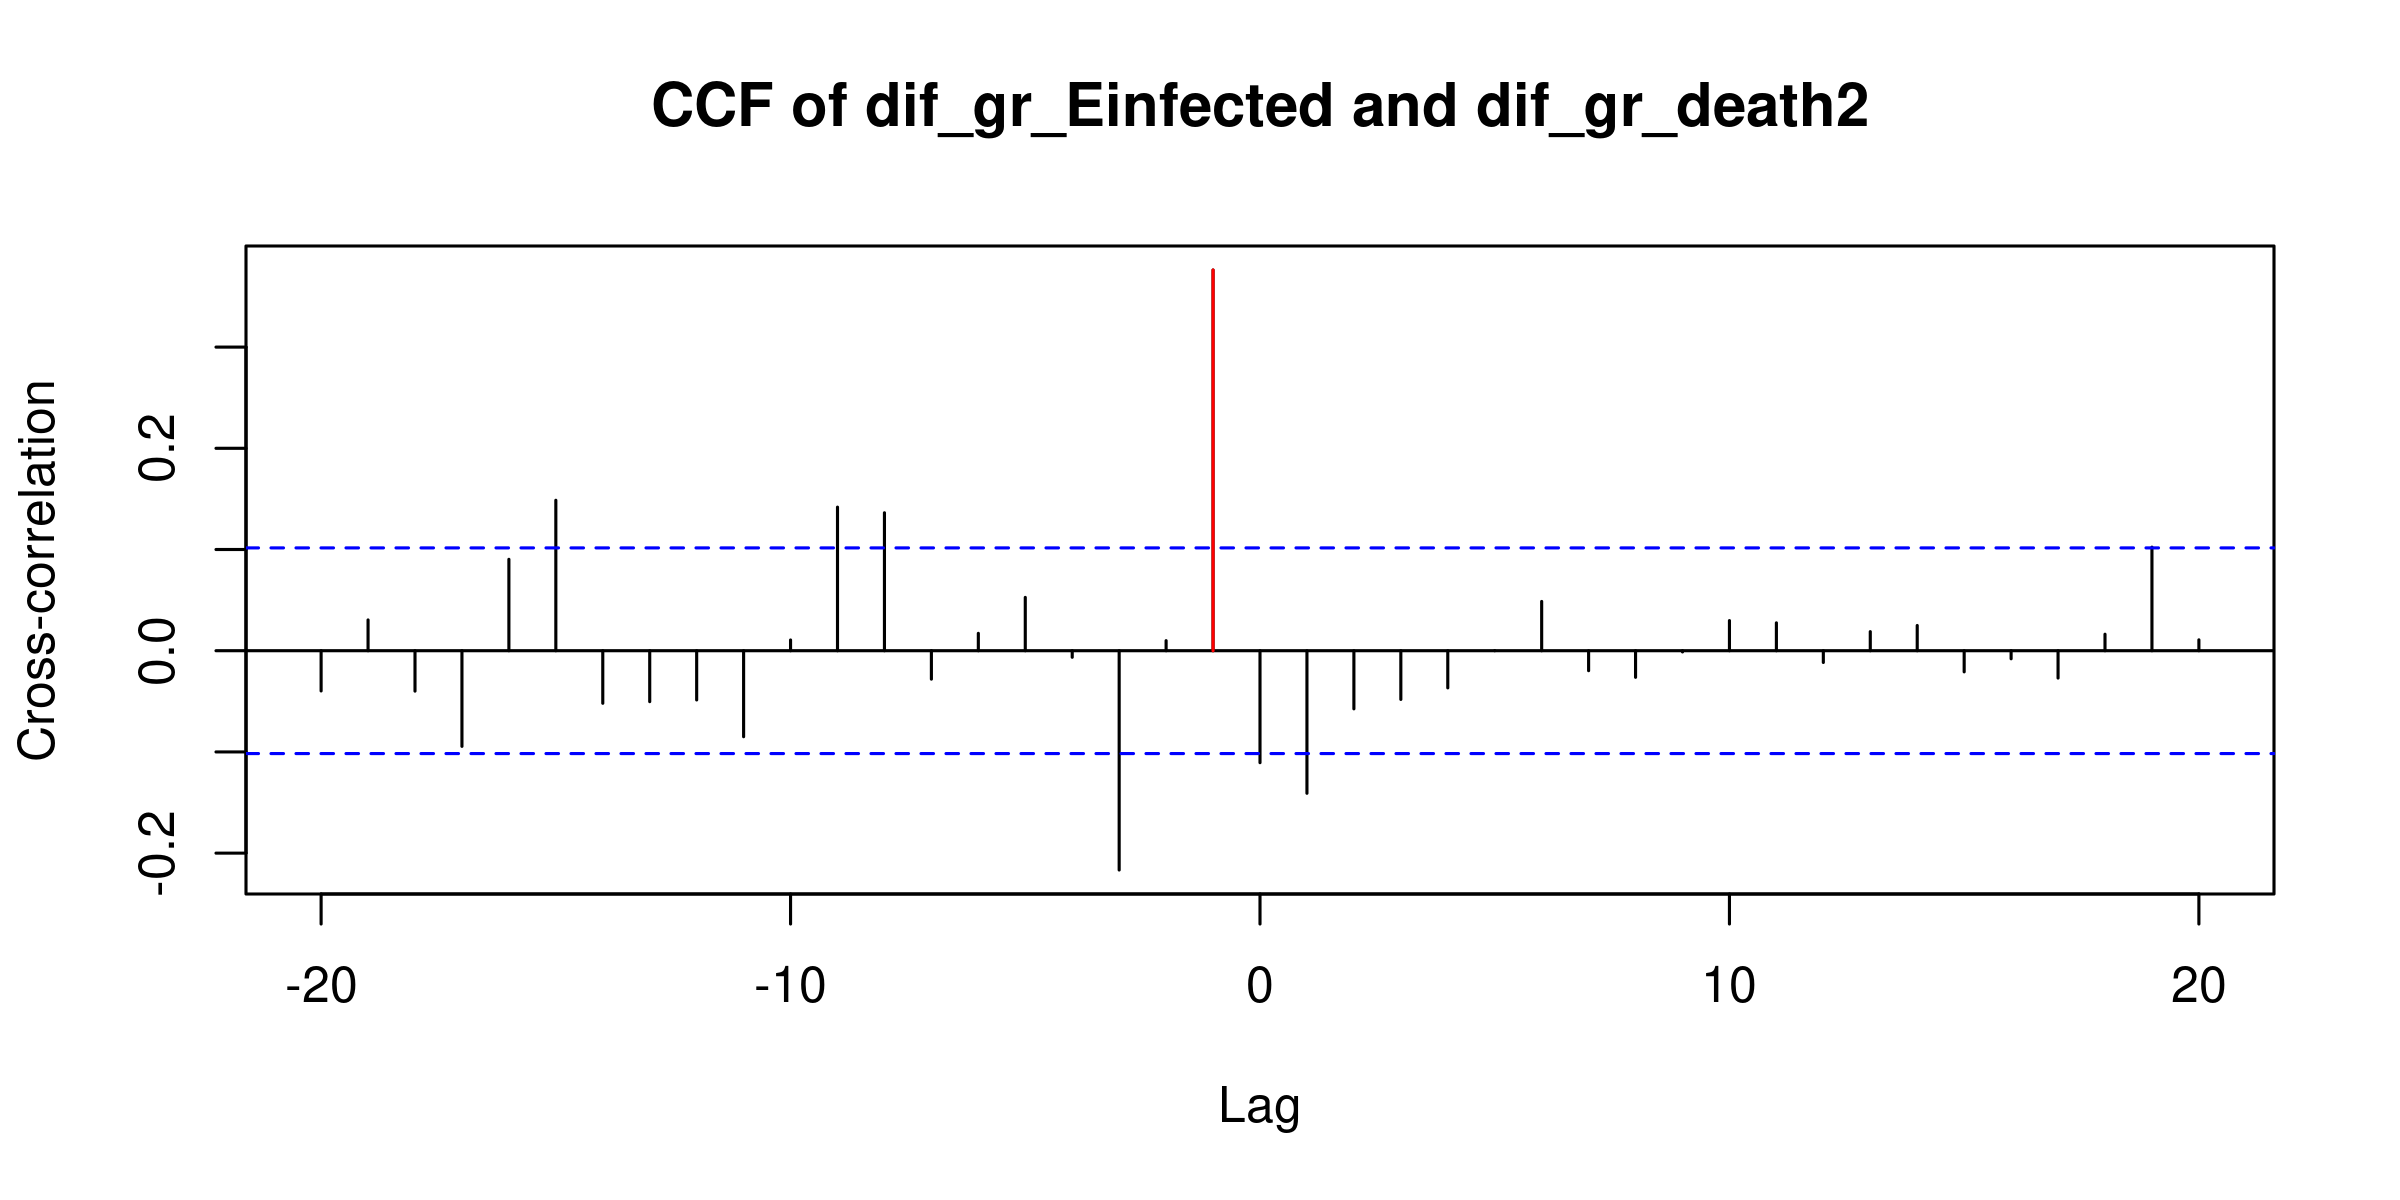 CCF of dif_gr_Einfected and dif_gr_death2
Cross-correlation
0.2
0.0
-0.2
-20 -10 0 10 20
Lag